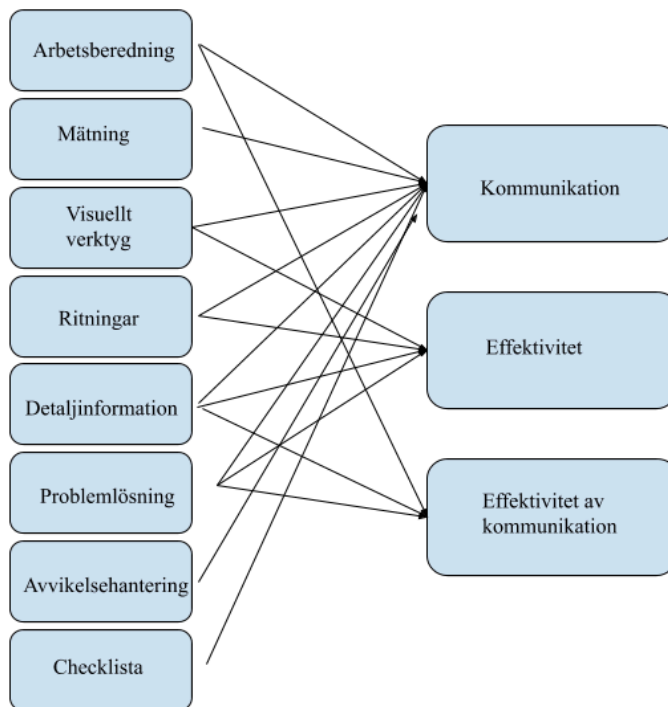 Arbetsberedning
Mätning
Visuellt
verktyg
Ritningar
Detaljinformation
Problemlösning
Avvikelsehantering
Checklista
Kommunikation
Effektivitet
Effektivitet av
kommunikation